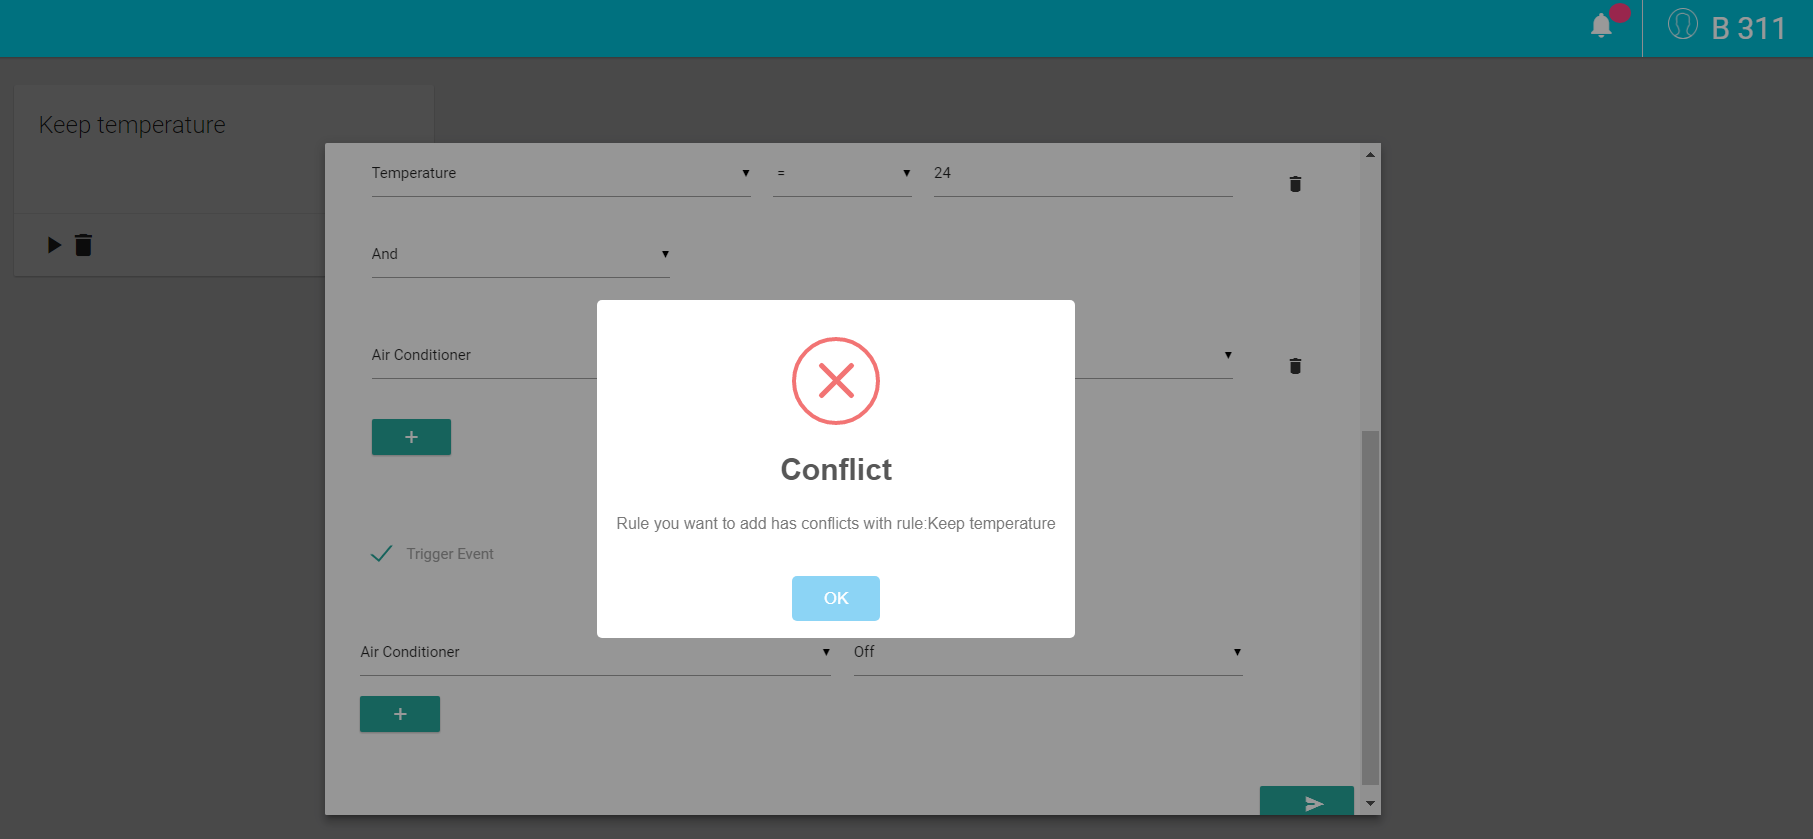 B 311
Keep temperature
Temperature = 24
And
Air Conditioner
+
Conflict
Rule you want to add has conflicts with rule:Keep temperature
OK
Trigger Event
Air Conditioner Off
+